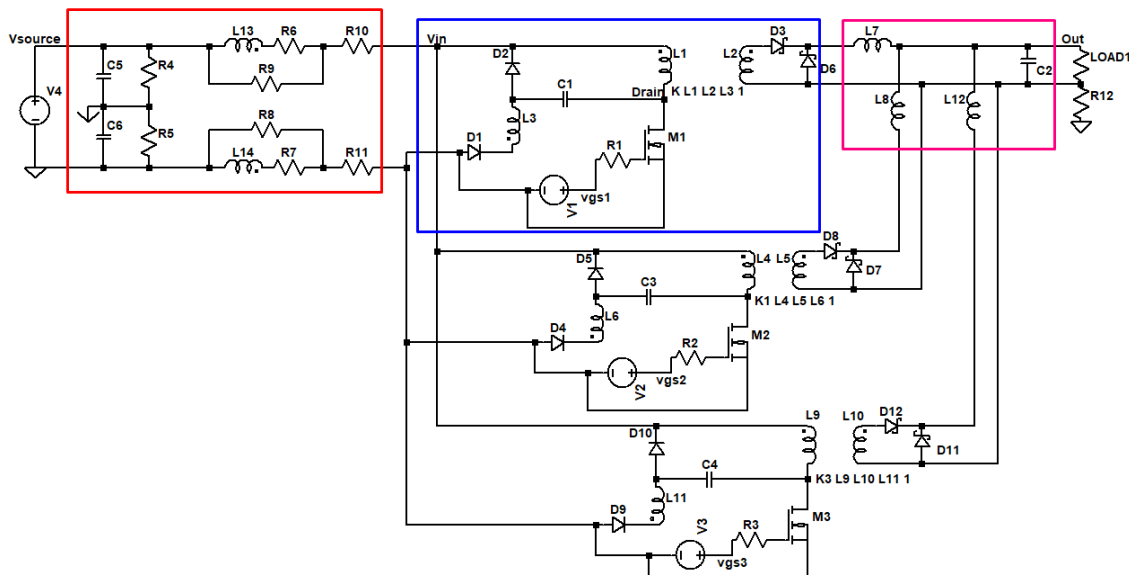 Vsource
L13
R6
R10
Vin
D2
L1
L2
D3
L7
Out
C5
R4
R9
C1
D6
C2
LOAD1
V4
Drain
K L1 L2 L3 1
L8
L12
R12
C6
R5
R8
L3
D1
R1
M1
L14
R7
R11
V1
vgs1
D5
L4
L5
D8
D7
C3
K1 L4 L5 L6 1
L6
D4
R2
M2
V2
vgs2
D10
L9
L10
D12
D11
C4
K3 L9 L10 L11 1
L11
D9
V3
R3
M3
vgs3